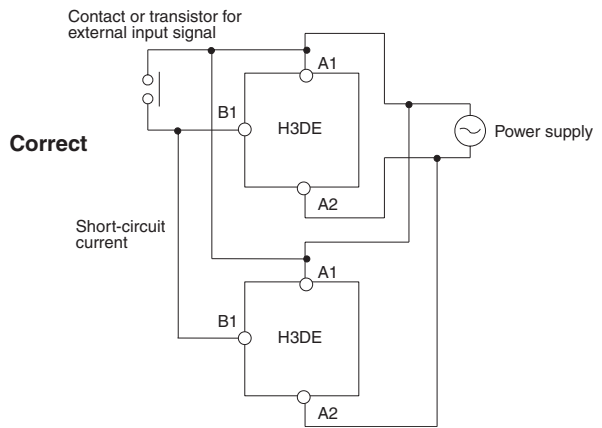 Contact or transistor for
external input signal
A1
B1
H3DE
Power supply
Correct
A2
Short-circuit
current
A1
B1
H3DE
A2